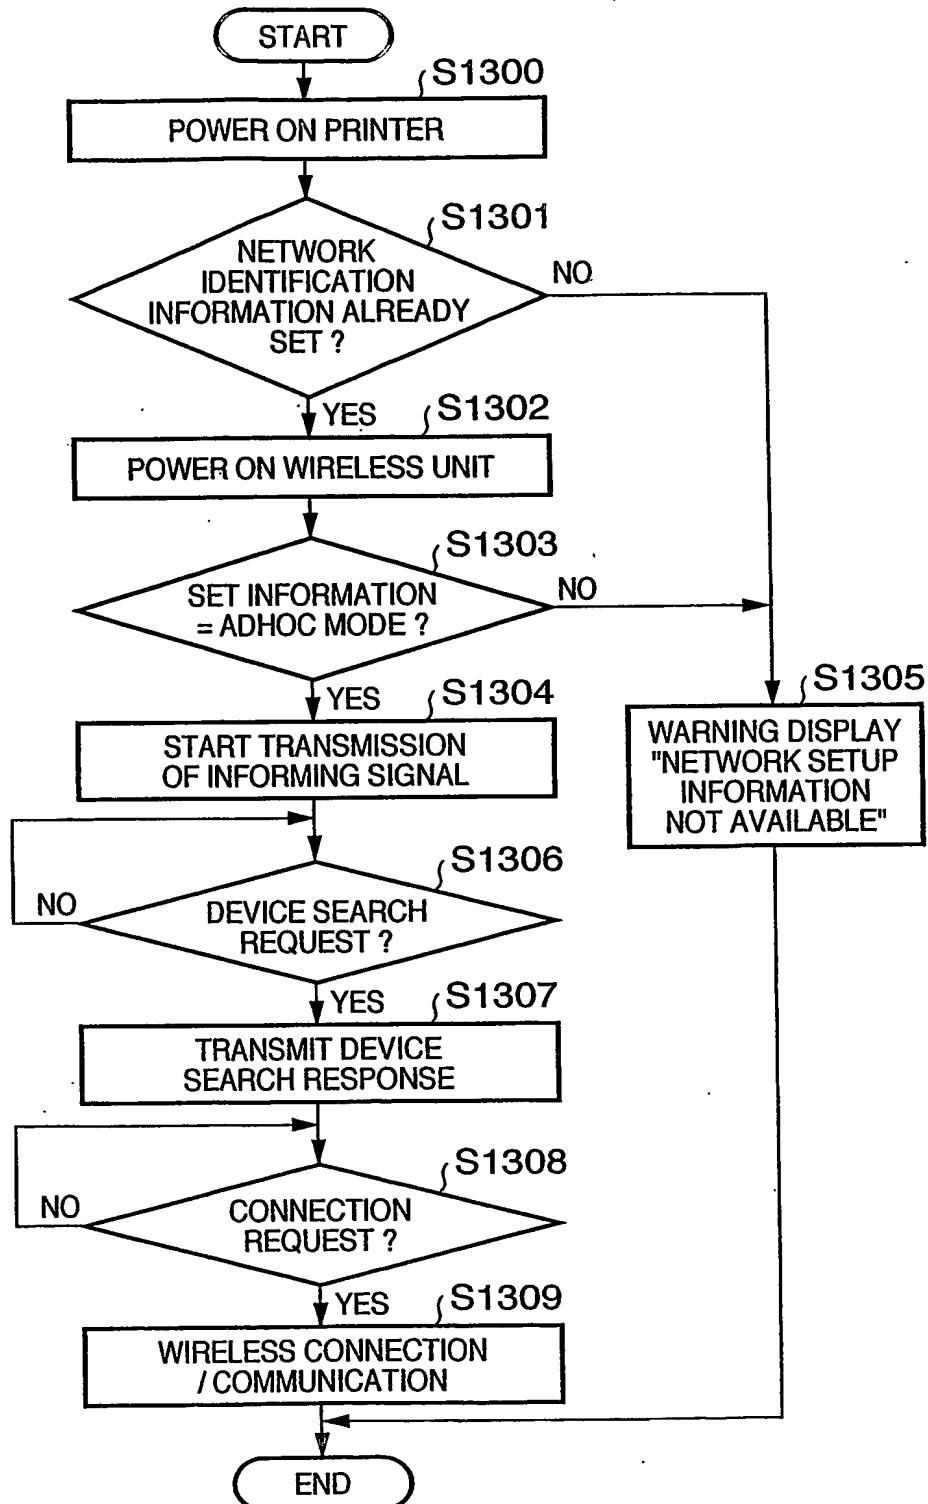 START
S1300
POWER ON PRINTER
S1301
NETWORK
IDENTIFICATION
INFORMATION ALREADY
SET ?
NO
YES
S1302
POWER ON WIRELESS UNIT
S1303
SET INFORMATION
= ADHOC MODE ?
NO
YES
S1304
START TRANSMISSION
OF INFORMING SIGNAL
S1305
WARNING DISPLAY
"NETWORK SETUP
INFORMATION
NOT AVAILABLE"
S1306
DEVICE SEARCH
REQUEST ?
NO
YES
S1307
TRANSMIT DEVICE
SEARCH RESPONSE
S1308
CONNECTION
REQUEST ?
NO
YES
S1309
WIRELESS CONNECTION
/ COMMUNICATION
END